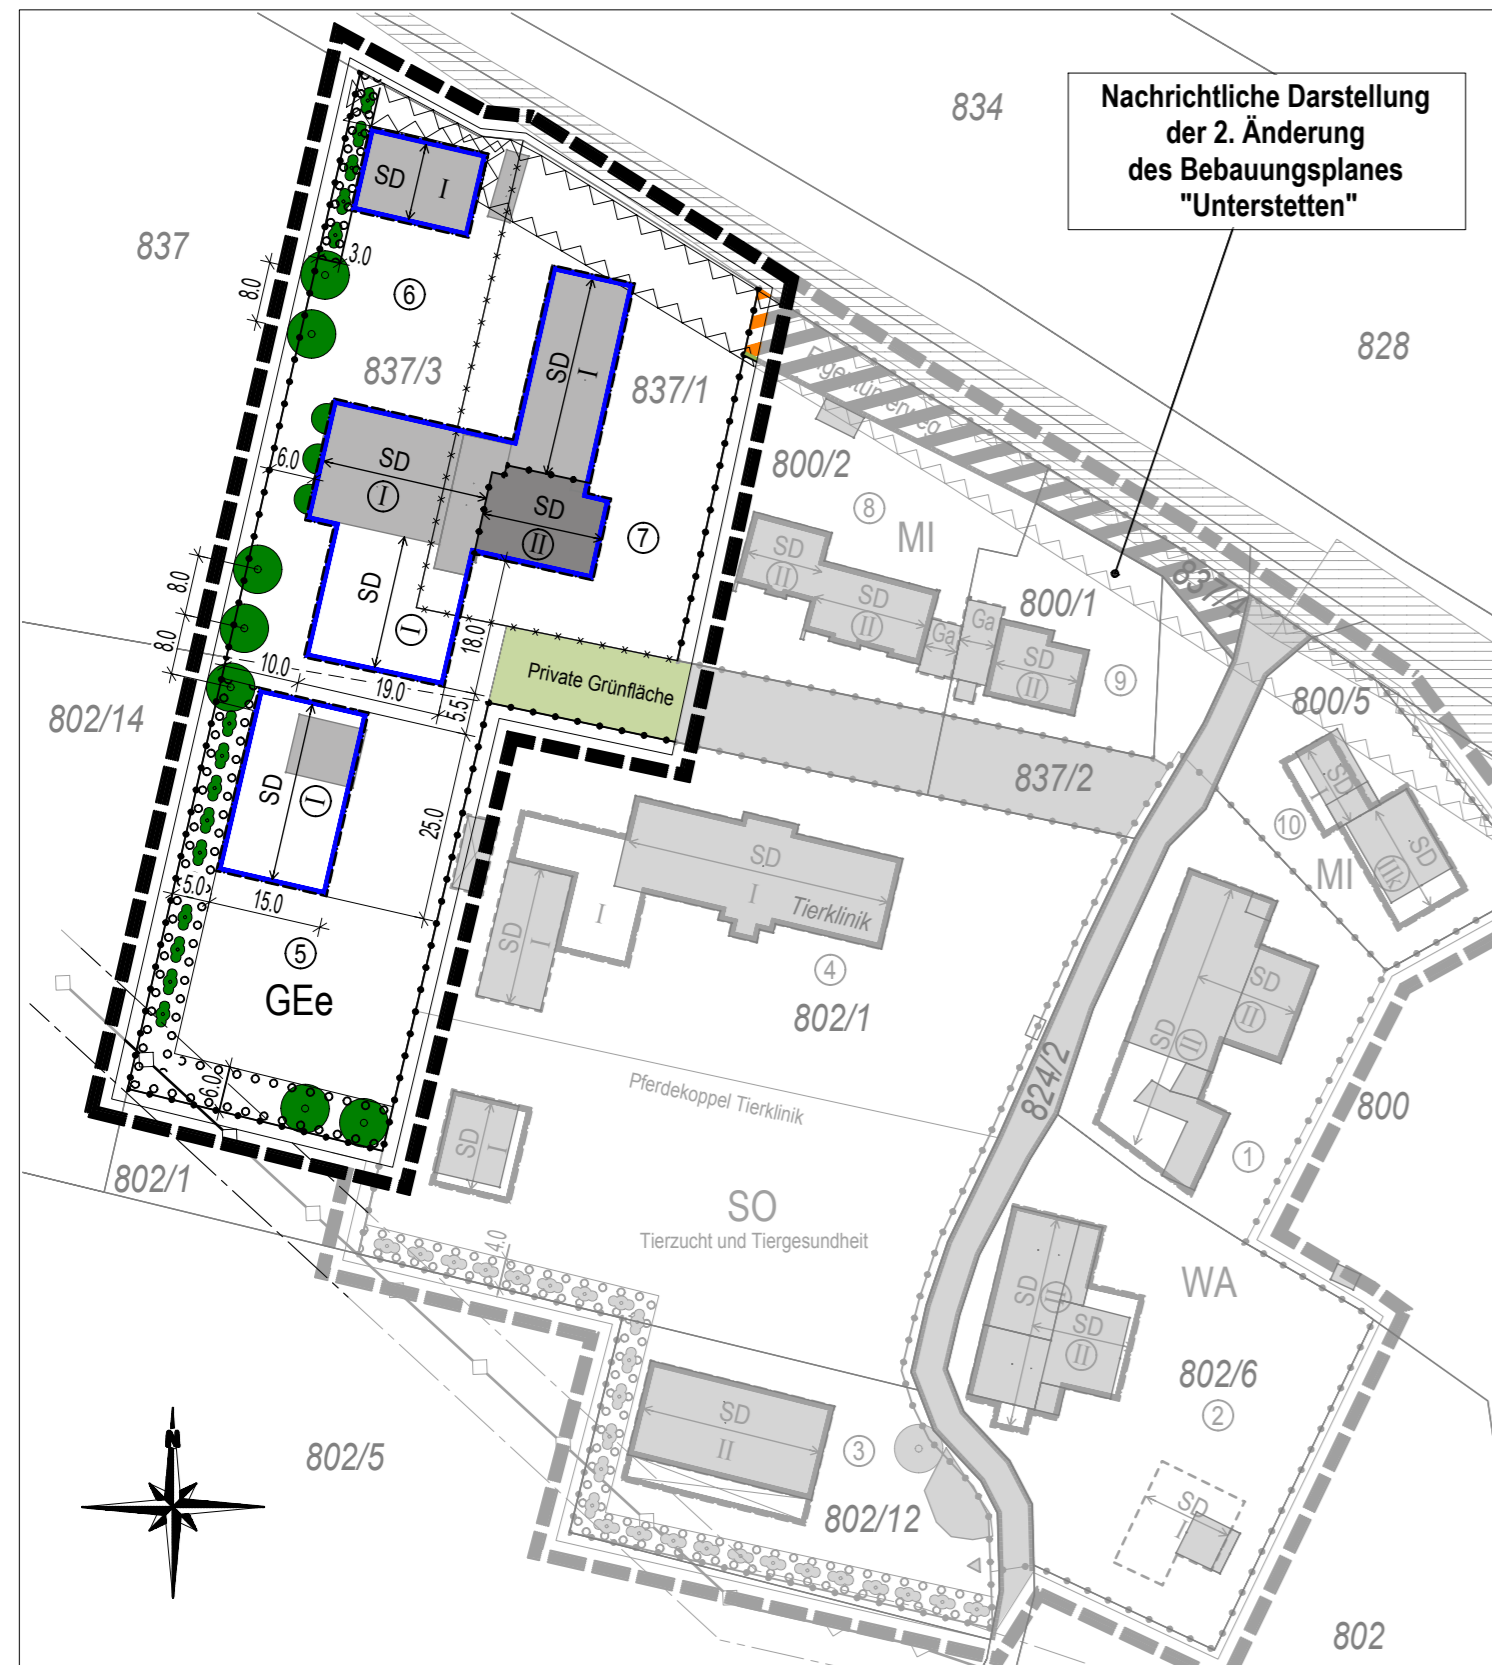 Nachrichtliche Darstellung
der 2. Änderung
des Bebauungsplanes
"Unterstetten"
834
837
828
SD
I
3.0
8.0
6
837/3
SD
I
837/1
Eigentümerweg
800/2
8
MI
6.0
SD
I
SD
II
7
SD
II
SD
II
Ga
Ga
800/1
837/4
SD
II
9
8.0
8.0
SD
I
18.0
10.0
19.0
5.5
Private Grünfläche
800/5
802/14
837/2
SD
I
25.0
SD
I
Tierklinik
SD
I
I
10
SD
SD
IIk
MI
5.0
15.0
5
GEe
4
802/1
SD
II
SD
II
6.0
Pferdekoppel Tierklinik
824/2
800
SD
I
1
802/1
SO
Tierzucht und Tiergesundheit
4.0
WA
SD
II
SD
II
802/6
2
SD
II
3
802/5
802/12
SD
I
N
802